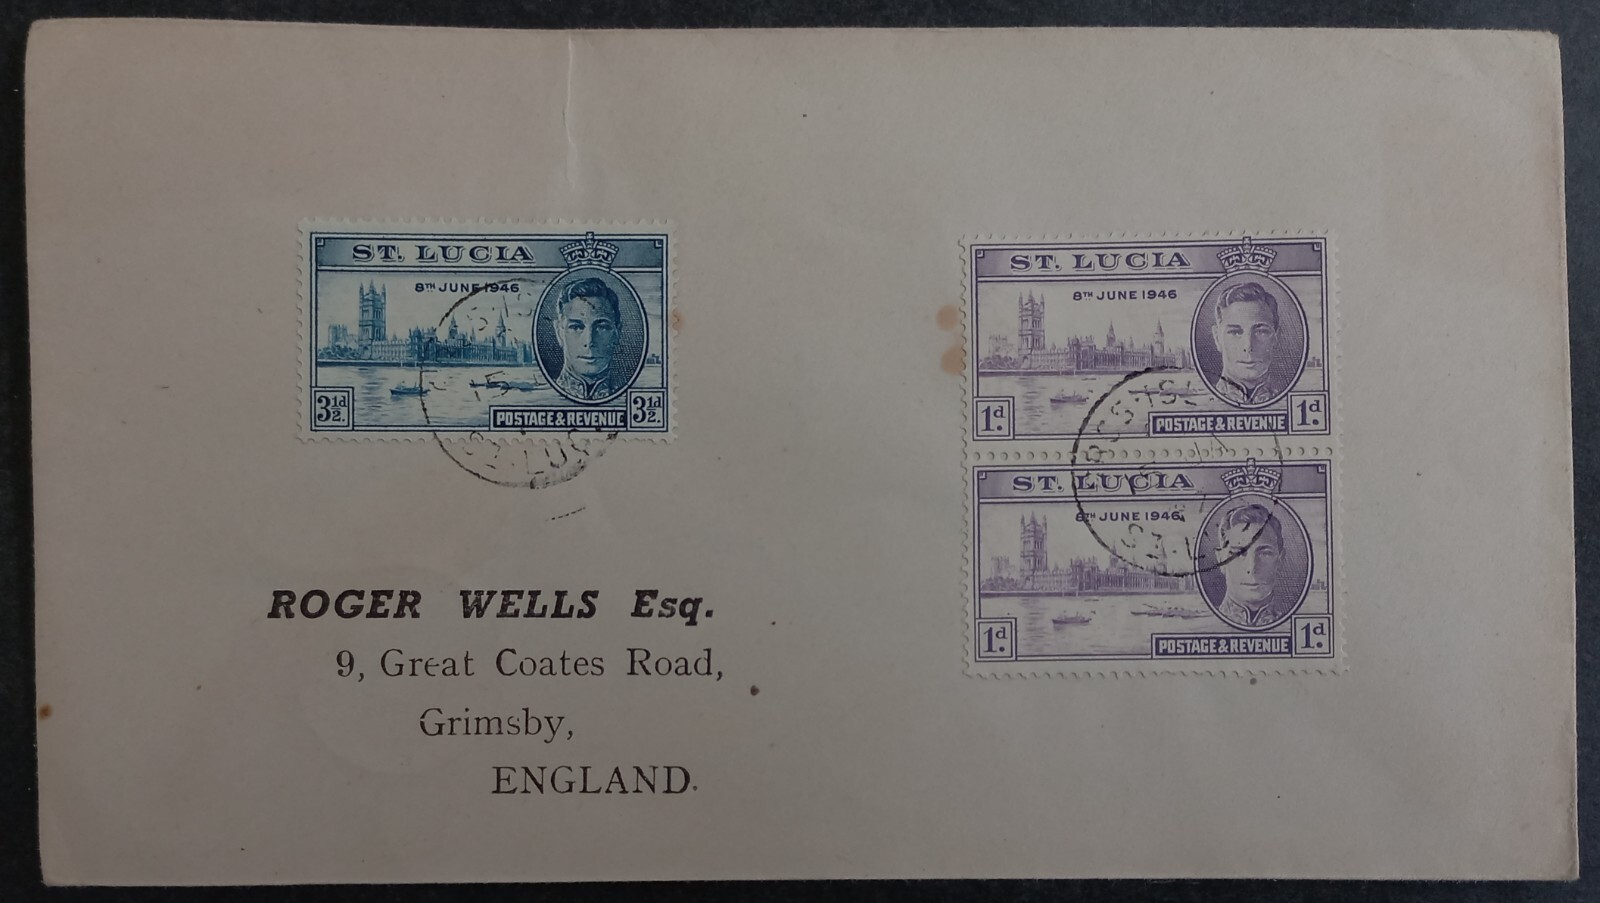 ST. LUCIA
8TH JUNE 1946
3½d.
3½d.
POSTAGE & REVENUE
ST. LUCIA
8TH JUNE 1946
1d.
1d.
POSTAGE & REVENUE
ST. LUCIA
8TH JUNE 1946
1d.
1d.
POSTAGE & REVENUE
ST. LUC
ROGER WELLS Esq.
9, Great Coates Road,
Grimsby,
ENGLAND.